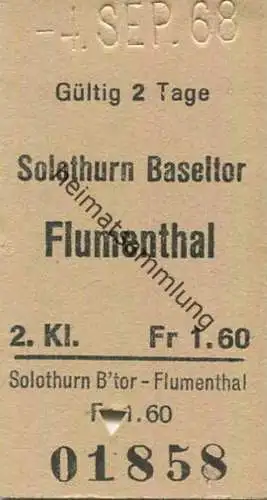 -4. SEP. 68
Gültig 2 Tage
Solothurn Baseltor
Flumenthal
heimatsammlung
2. Kl. Fr 1.60
Solothurn B'tor - Flumenthal
F 1.60
01858